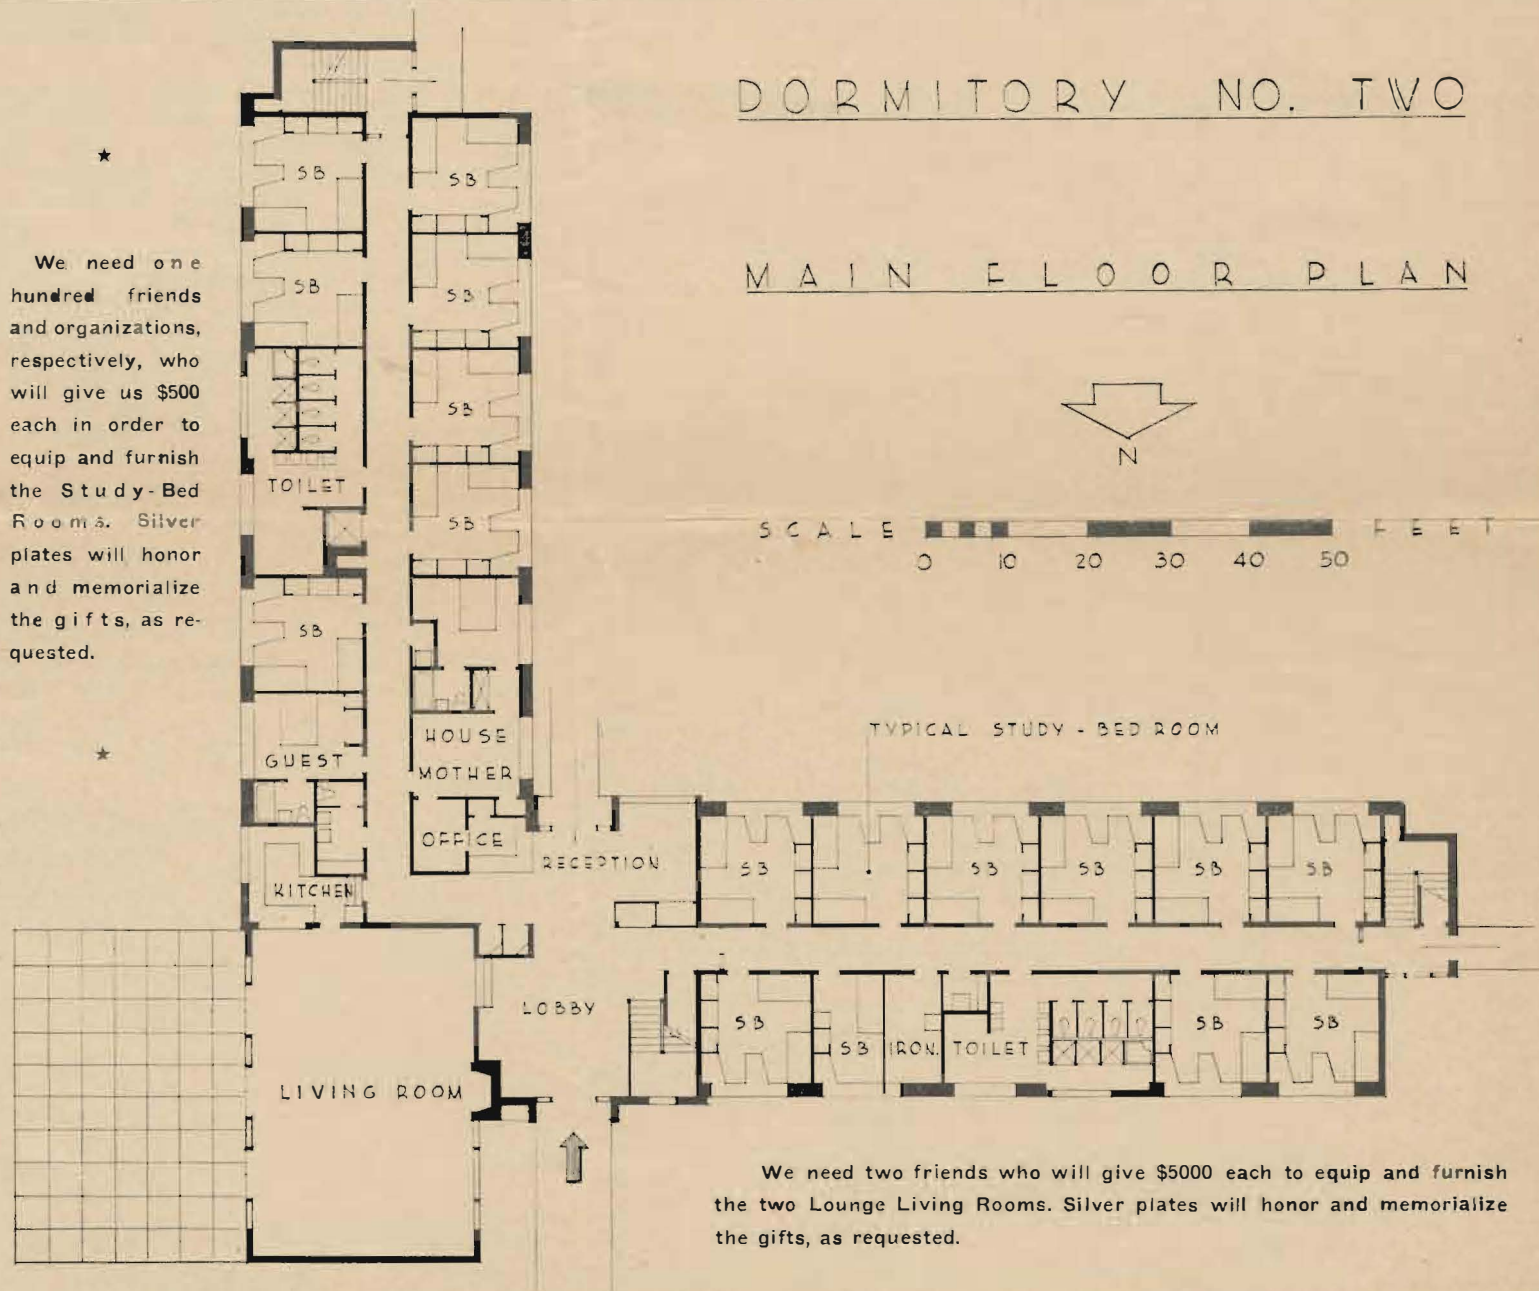 DORMITORY NO. TWO
MAIN FLOOR PLAN
N
SCALE FEET
0 10 20 30 40 50
★
We need one
hundred friends
and organizations,
respectively, who
will give us $500
each in order to
equip and furnish
the Study-Bed
Rooms. Silver
plates will honor
and memorialize
the gifts, as re-
quested.
★
SB
SB
SB
SB
SB
SB
TOILET
SB
SB
GUEST
HOUSE
MOTHER
OFFICE
RECEPTION
KITCHEN
LIVING ROOM
LOBBY
TYPICAL STUDY - BED ROOM
SB
SB
SB
SB
SB
SB
SB
IRON.
TOILET
SB
SB
We need two friends who will give $5000 each to equip and furnish
the two Lounge Living Rooms. Silver plates will honor and memorialize
the gifts, as requested.